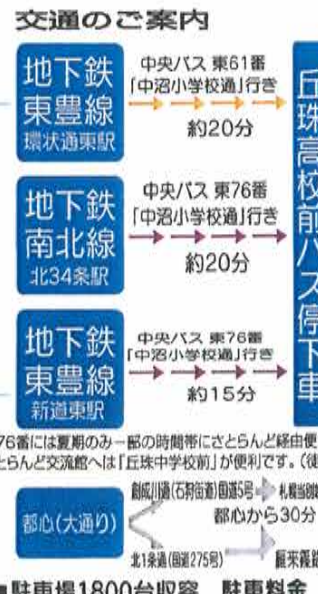 交通のご案内
地下鉄
東豊線
環状通東駅
中央バス 東61番
「中沼小学校通」行き
約20分
地下鉄
南北線
北34条駅
中央バス 東76番
「中沼小学校通」行き
約20分
地下鉄
東豊線
新道東駅
中央バス 東76番
「中沼小学校通」行き
約15分
丘珠高校前バス停下車
76番には夏期のみ一部の時間帯にさとらんど経由便
とらんど交流館へは「丘珠中学校前」が便利です。(徒
都心(大通り)
創成川通(石狩街道)国道5号
札幌当別
都心から30分
北1条通(国道275号)
雁来篠路
■駐車場1800台収容 駐車料金